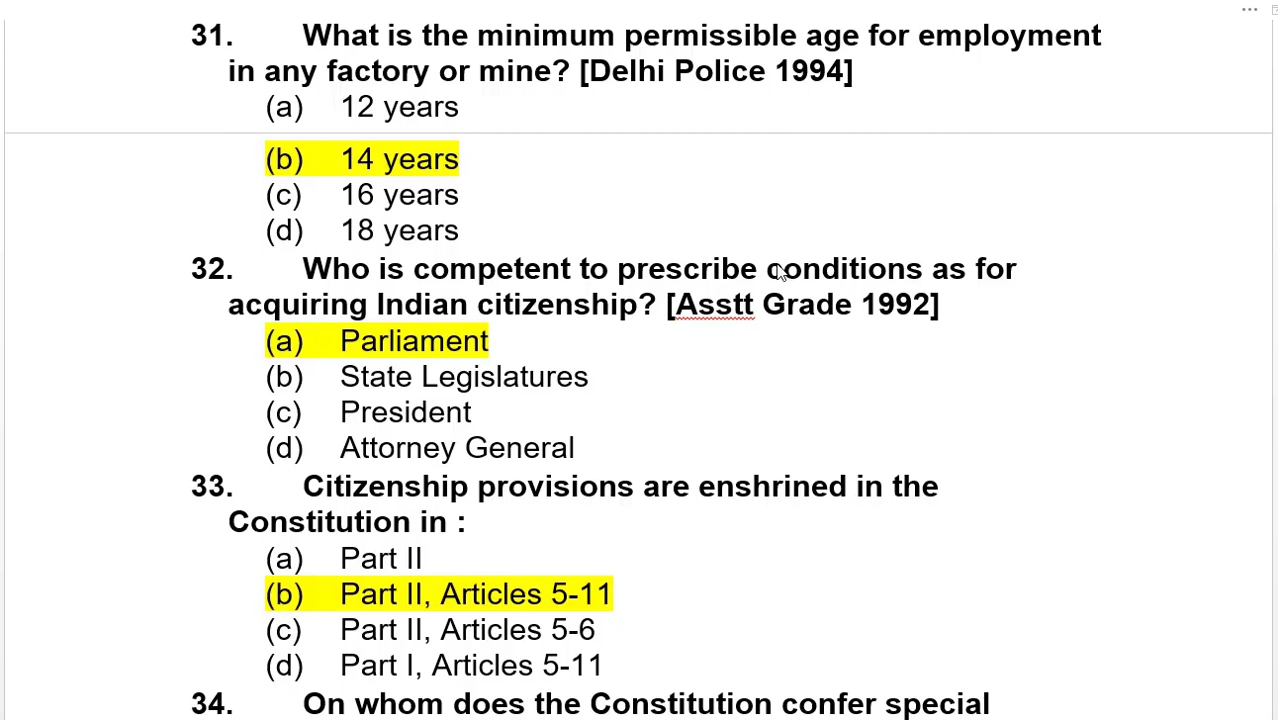 31. What is the minimum permissible age for employment
in any factory or mine? [Delhi Police 1994]
(a) 12 years
(b) 14 years
(c) 16 years
(d) 18 years
32. Who is competent to prescribe conditions as for
acquiring Indian citizenship? [Asstt Grade 1992]
(a) Parliament
(b) State Legislatures
(c) President
(d) Attorney General
33. Citizenship provisions are enshrined in the
Constitution in :
(a) Part II
(b) Part II, Articles 5-11
(c) Part II, Articles 5-6
(d) Part I, Articles 5-11
34. On whom does the Constitution confer special